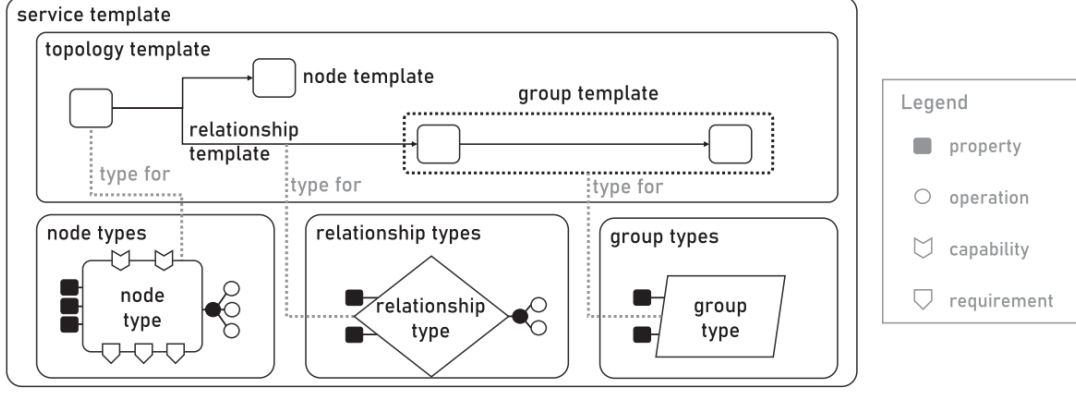 service template
topology template
node template
group template
relationship
template
type for
type for
type for
node types
node
type
relationship types
relationship
type
group types
group
type
Legend
property
operation
capability
requirement